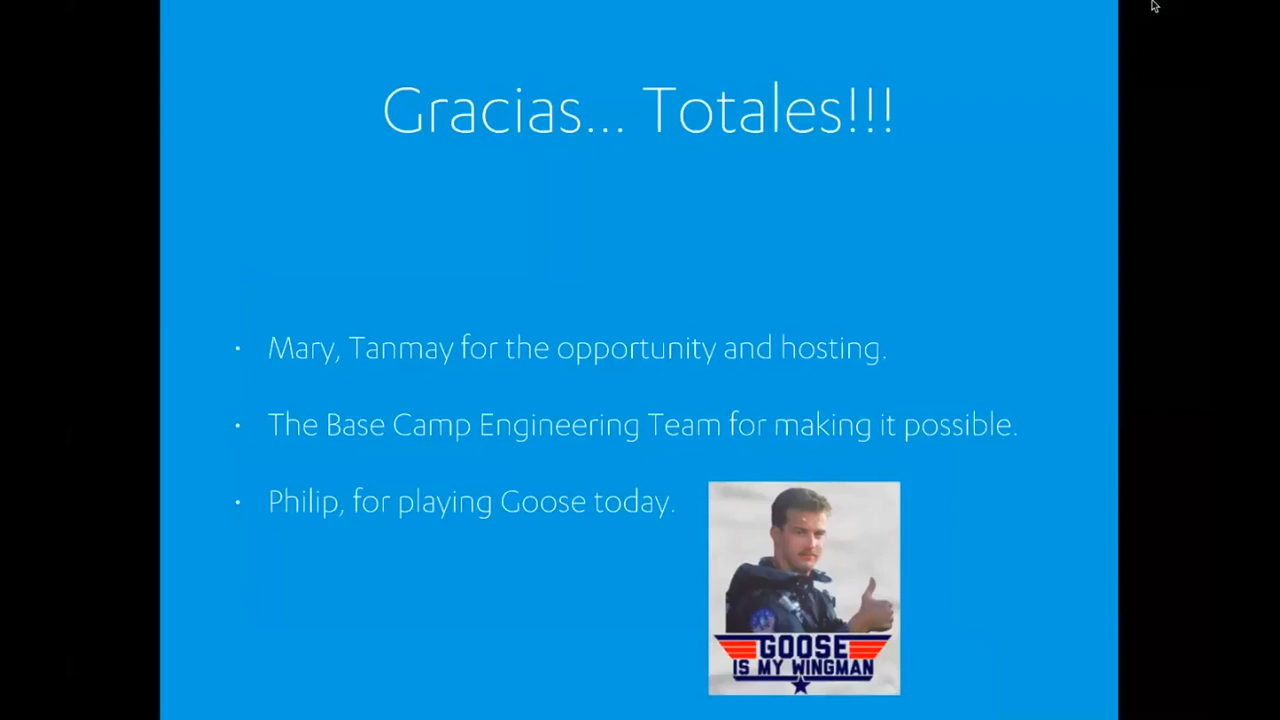 Gracias... Totales!!!
• Mary, Tanmay for the opportunity and hosting.
• The Base Camp Engineering Team for making it possible.
• Philip, for playing Goose today.
GOOSE
IS MY WINGMAN